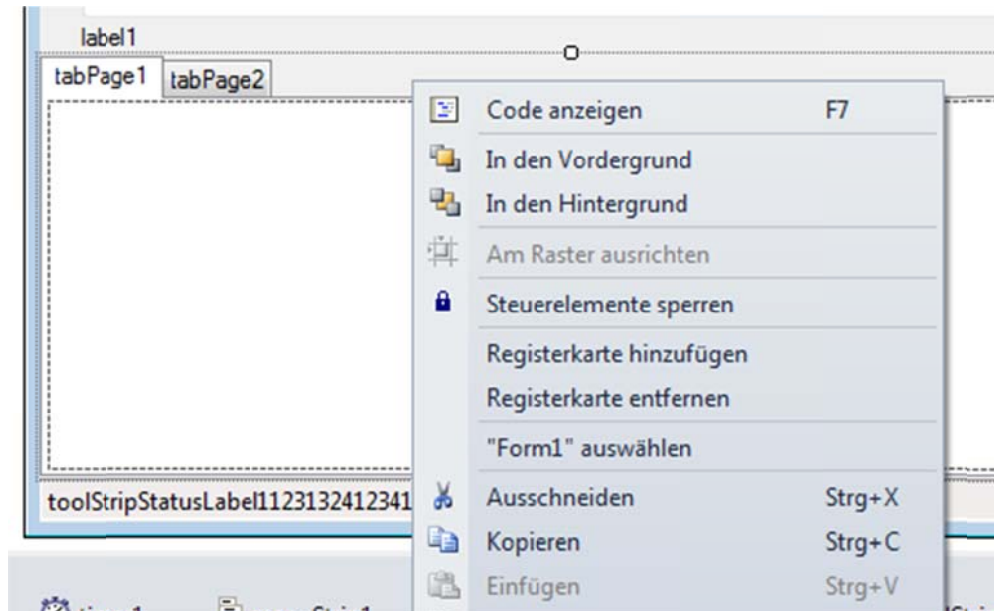 label1
tabPage1 tabPage2
Code anzeigen F7
In den Vordergrund
In den Hintergrund
Am Raster ausrichten
Steuerelemente sperren
Registerkarte hinzufügen
Registerkarte entfernen
"Form1" auswählen
toolStripStatusLabel1123132412341
Ausschneiden Strg+X
Kopieren Strg+C
Einfügen Strg+V